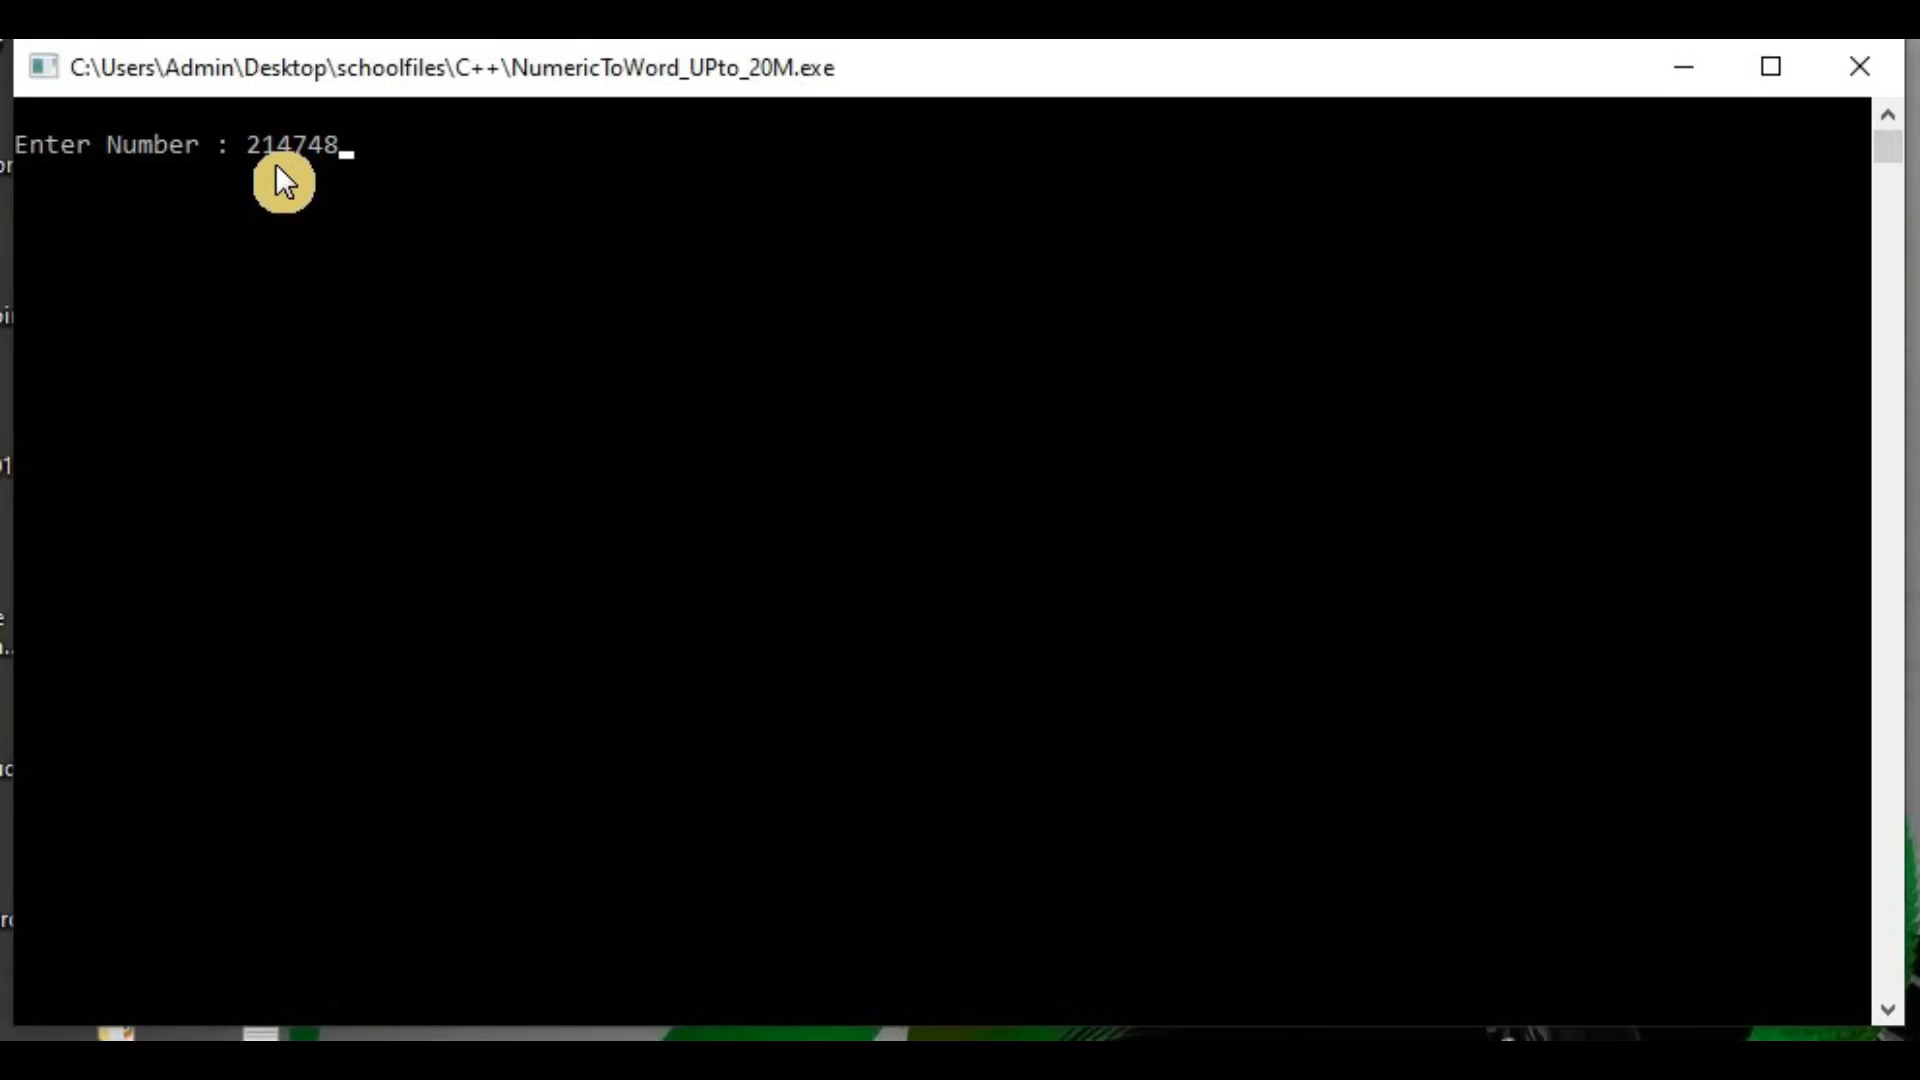 C:\Users\Admin\Desktop\schoolfiles\C++\NumericToWord_UPto_20M.exe
Enter Number : 214748